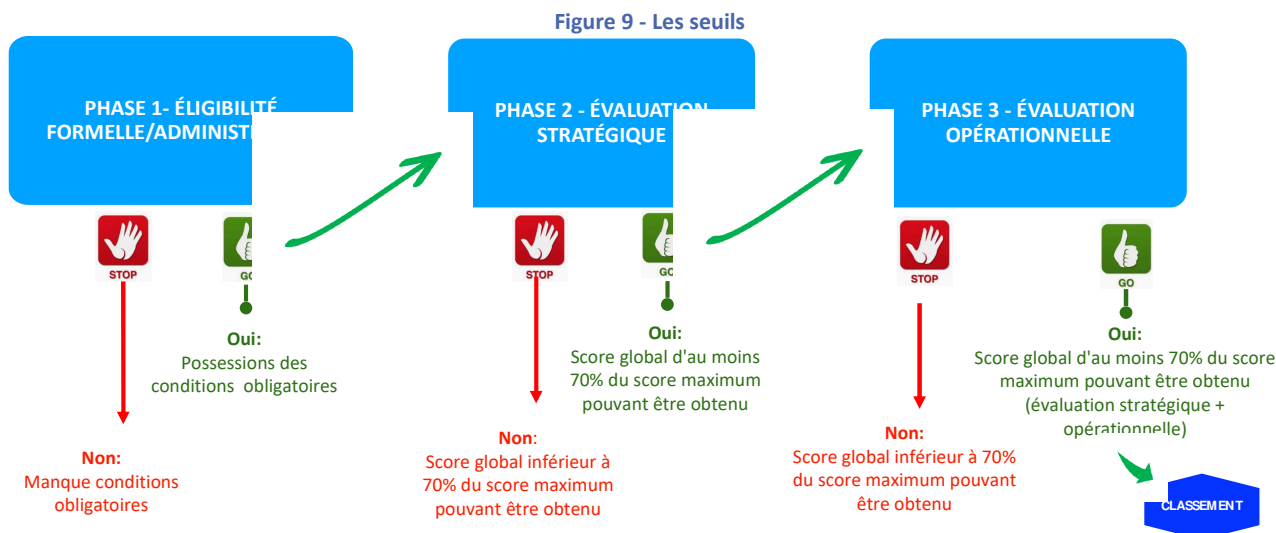 Figure 9 - Les seuils
PHASE 1- ÉLIGIBILITÉ
FORMELLE/ADMINIST
STOP
GO
Oui:
Possessions des
conditions obligatoires
Non:
Manque conditions
obligatoires
PHASE 2 - ÉVALUATION
STRATÉGIQUE
STOP
GO
Oui:
Score global d'au moins
70% du score maximum
pouvant être obtenu
Non:
Score global inférieur à
70% du score maximum
pouvant être obtenu
PHASE 3 - ÉVALUATION
OPÉRATIONNELLE
STOP
GO
Oui:
Score global d'au moins 70% du score
maximum pouvant être obtenu
(évaluation stratégique +
opérationnelle)
Non:
Score global inférieur à 70%
du score maximum pouvant
être obtenu
CLASSEMENT